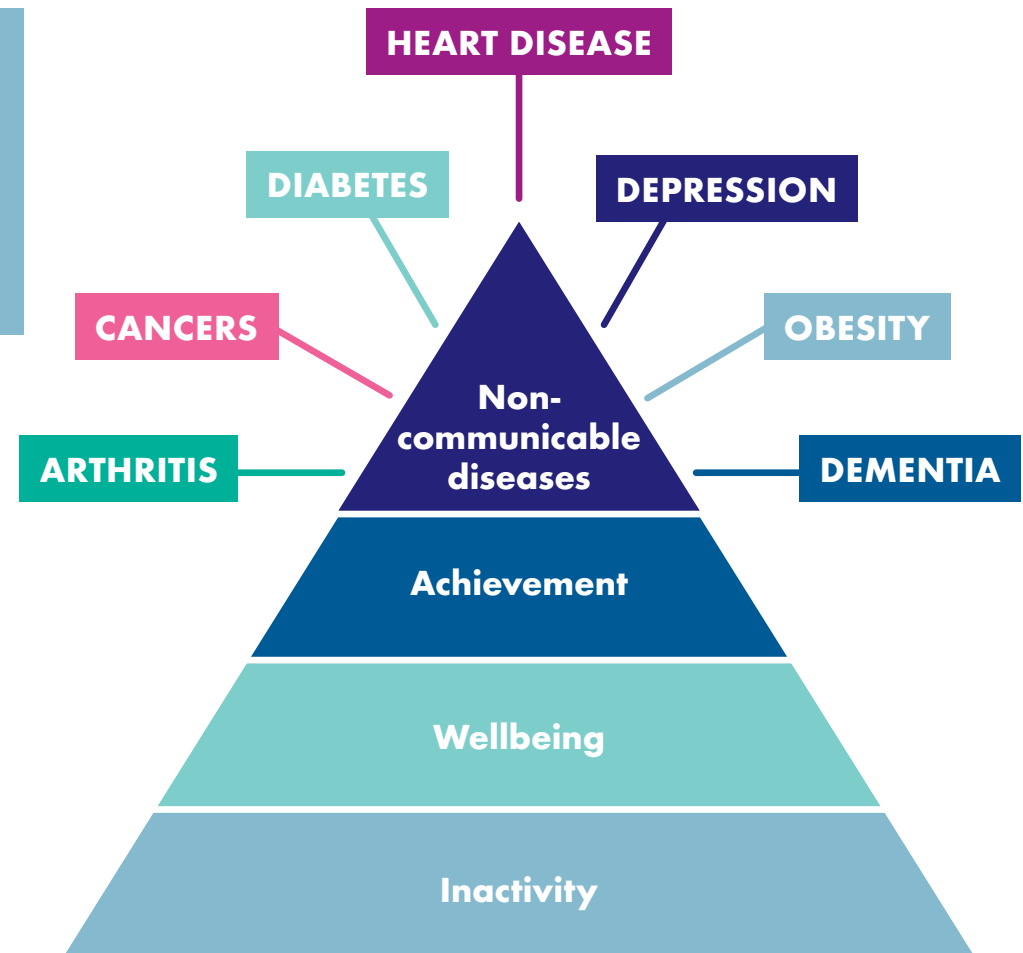 HEART DISEASE
DIABETES
DEPRESSION
CANCERS
OBESITY
Non-
communicable
diseases
ARTHRITIS
DEMENTIA
Achievement
Wellbeing
Inactivity